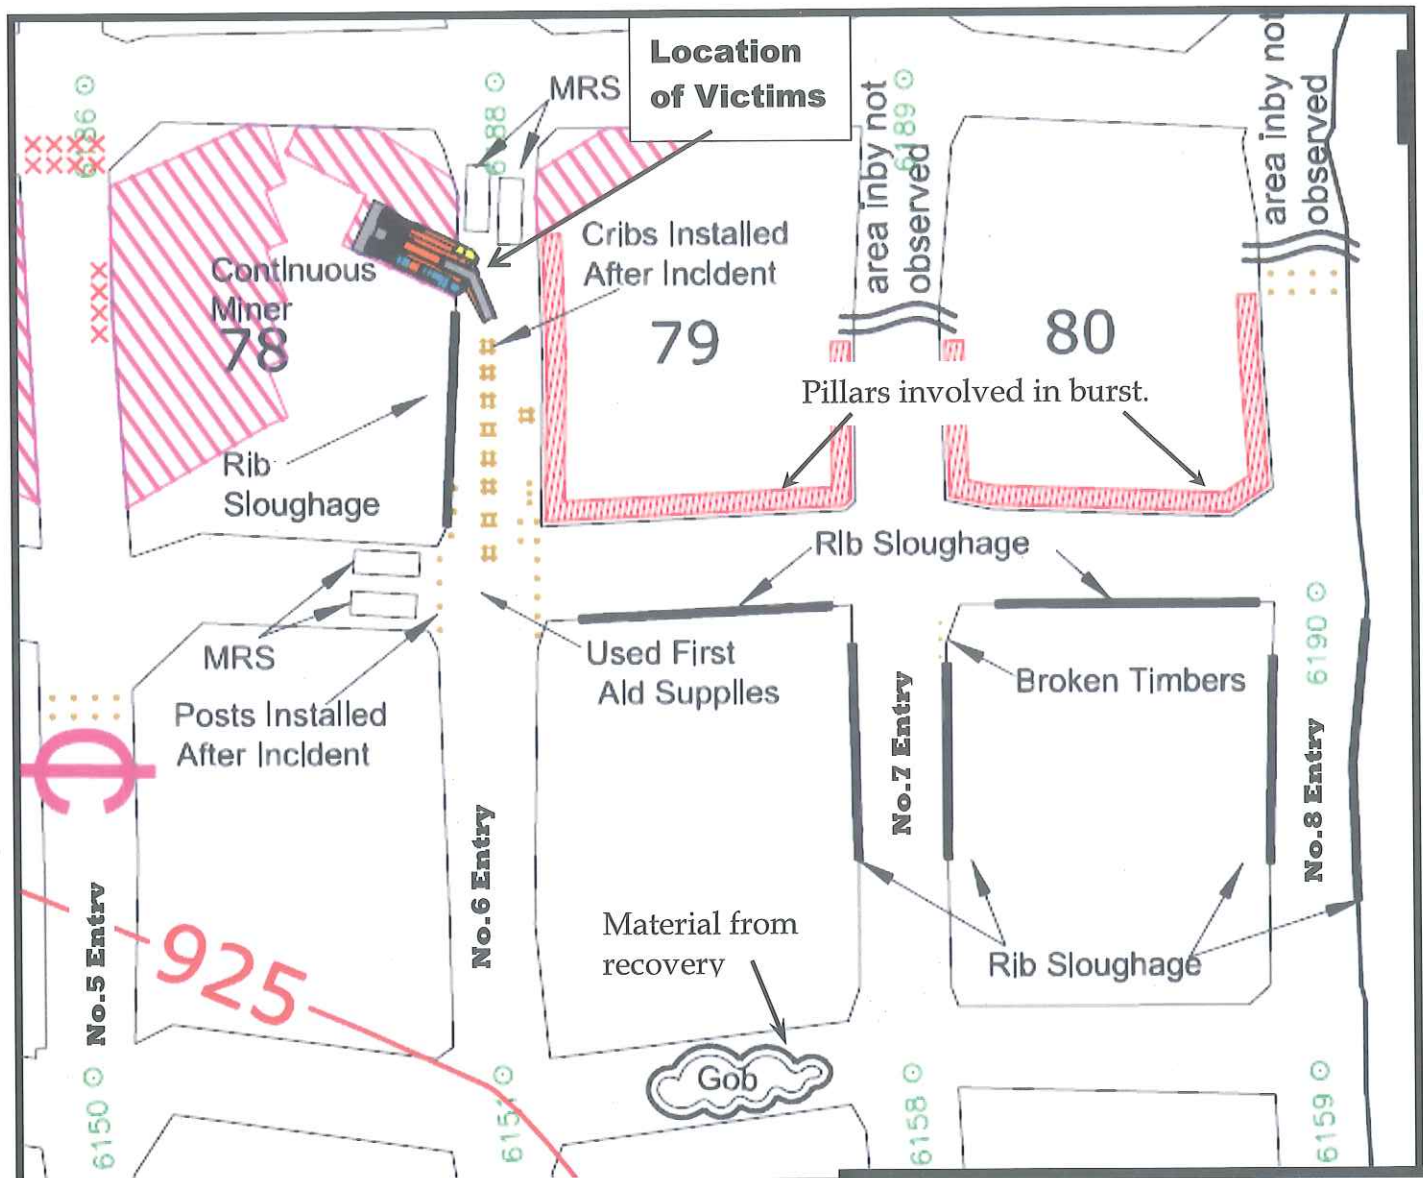 Location
of Victims
MRS
6186
6188
6189
area inby not
observed
area inby not
observed
Cribs Installed
After Incident
Continuous
Miner
78
79
80
Pillars involved in burst.
Rib
Sloughage
Rib Sloughage
MRS
Used First
Aid Supplies
Broken Timbers
6190
Posts Installed
After Incident
No.5 Entry
No.6 Entry
No.7 Entry
No.8 Entry
925
Material from
recovery
Rib Sloughage
Gob
6150
6151
6158
6159